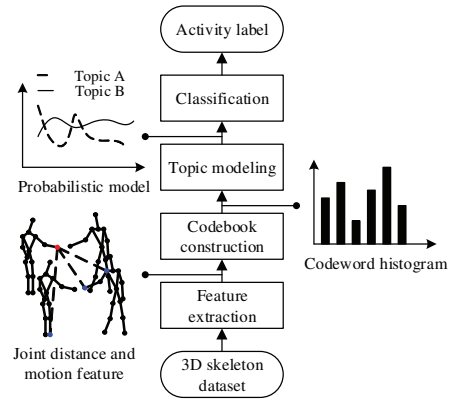 Activity label
Topic A
Topic B
Classification
Probabilistic model
Topic modeling
Codebook
construction
Codeword histogram
Feature
extraction
Joint distance and
motion feature
3D skeleton
dataset